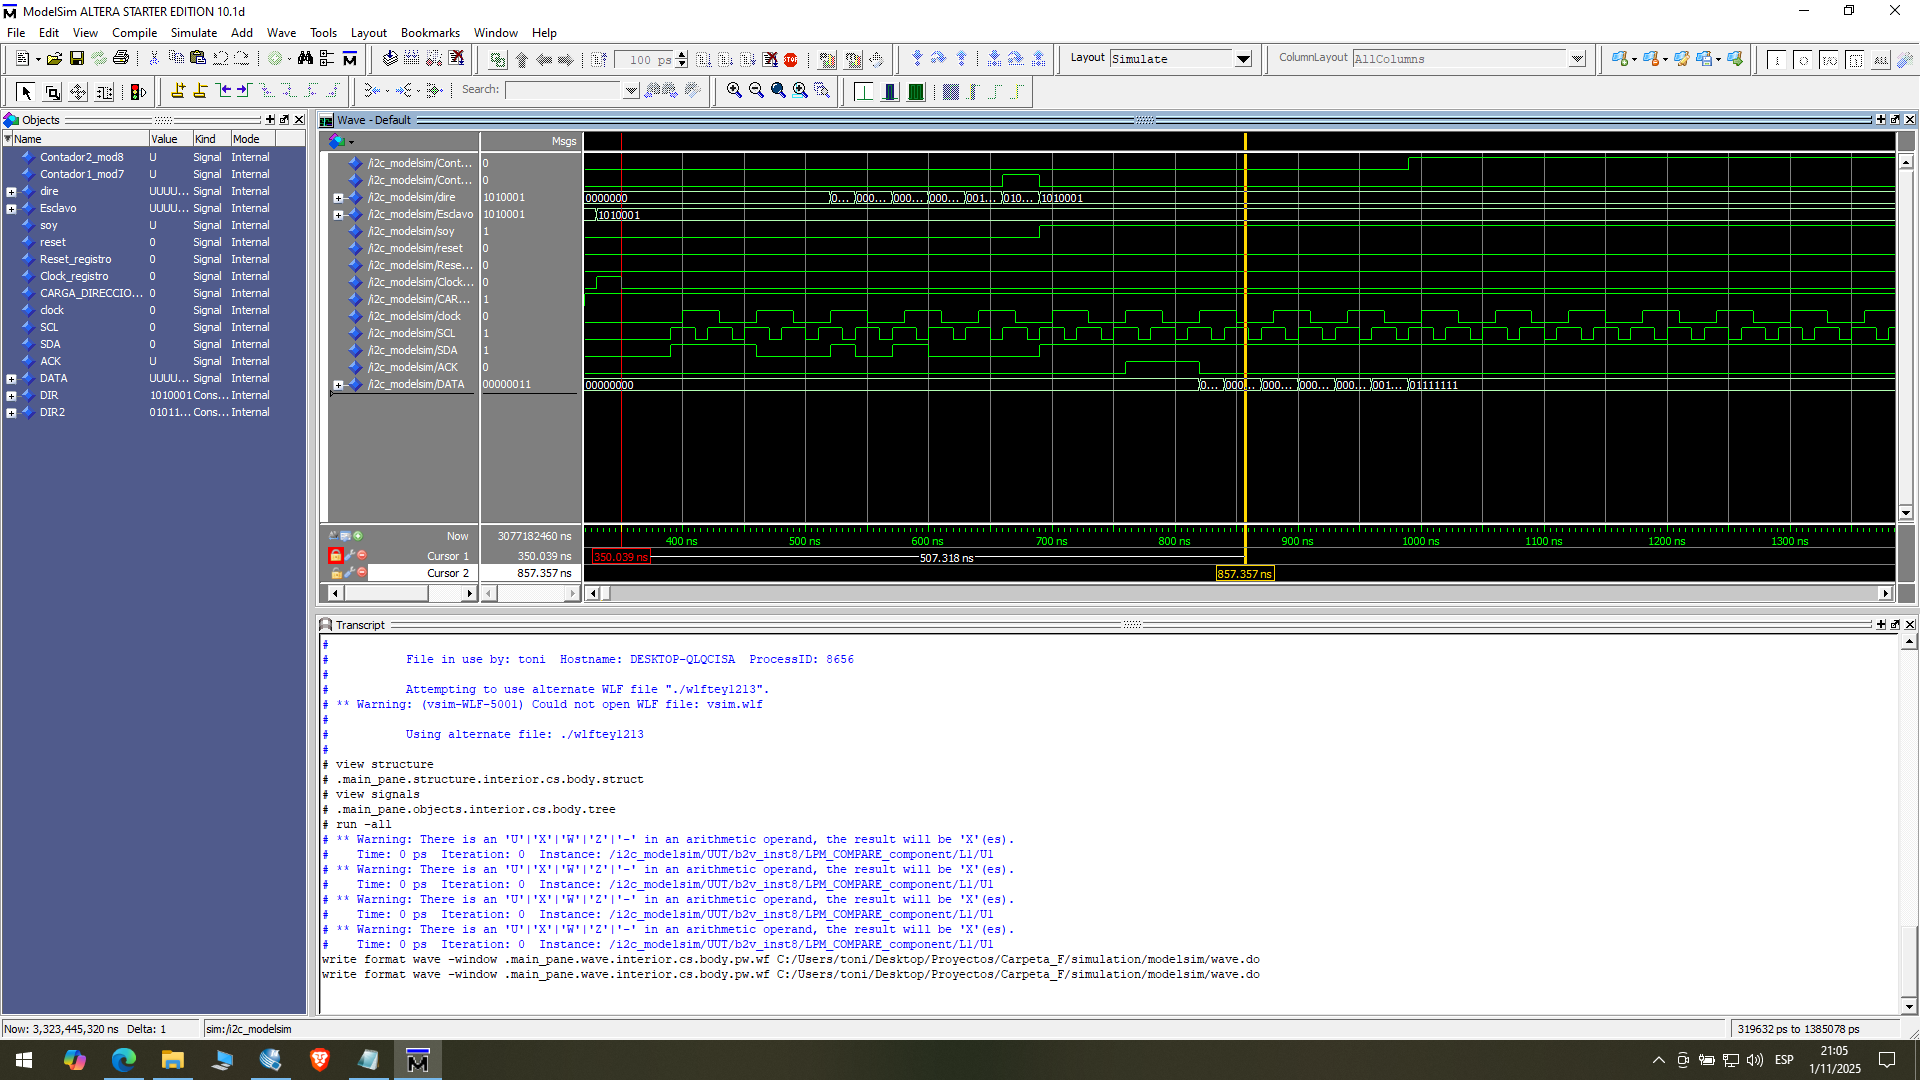 ModelSim ALTERA STARTER EDITION 10.1d
File Edit View Compile Simulate Add Wave Tools Layout Bookmarks Window Help
100 ps
Layout Simulate
ColumnLayout AllColumns
Search:
Objects
Name Value Kind Mode
Contador2_mod8 U Signal Internal
Contador1_mod7 U Signal Internal
dire UUUU... Signal Internal
Esclavo UUUU... Signal Internal
soy U Signal Internal
reset 0 Signal Internal
Reset_registro 0 Signal Internal
Clock_registro 0 Signal Internal
CARGA_DIRECCIO... 0 Signal Internal
clock 0 Signal Internal
SCL 0 Signal Internal
SDA 0 Signal Internal
ACK U Signal Internal
DATA UUUU... Signal Internal
DIR 1010001 Cons... Internal
DIR2 01011... Cons... Internal
Wave - Default
Msgs
/i2c_modelsim/Cont... 0
/i2c_modelsim/Cont... 0
/i2c_modelsim/dire 1010001 0000000 0... 000... 000... 000... 001... 010... 1010001
/i2c_modelsim/Esclavo 1010001 1010001
/i2c_modelsim/soy 1
/i2c_modelsim/reset 0
/i2c_modelsim/Rese... 0
/i2c_modelsim/Clock... 0
/i2c_modelsim/CAR... 1
/i2c_modelsim/clock 0
/i2c_modelsim/SCL 1
/i2c_modelsim/SDA 1
/i2c_modelsim/ACK 0
/i2c_modelsim/DATA 00000011 00000000 0... 000... 000... 000... 000... 001... 01111111
Now 3077182460 ns 400 ns 500 ns 600 ns 700 ns 800 ns 900 ns 1000 ns 1100 ns 1200 ns 1300 ns
Cursor 1 350.039 ns 350.039 ns 507.318 ns
Cursor 2 857.357 ns 857.357 ns
Transcript
#
# File in use by: toni Hostname: DESKTOP-QLQCISA ProcessID: 8656
#
# Attempting to use alternate WLF file "./wlftey1213".
# ** Warning: (vsim-WLF-5001) Could not open WLF file: vsim.wlf
#
# Using alternate file: ./wlftey1213
#
# view structure
# .main_pane.structure.interior.cs.body.struct
# view signals
# .main_pane.objects.interior.cs.body.tree
# run -all
# ** Warning: There is an 'U'|'X'|'W'|'Z'|'-' in an arithmetic operand, the result will be 'X'(es).
# Time: 0 ps Iteration: 0 Instance: /i2c_modelsim/UUT/b2v_inst8/LPM_COMPARE_component/L1/U1
# ** Warning: There is an 'U'|'X'|'W'|'Z'|'-' in an arithmetic operand, the result will be 'X'(es).
# Time: 0 ps Iteration: 0 Instance: /i2c_modelsim/UUT/b2v_inst8/LPM_COMPARE_component/L1/U1
# ** Warning: There is an 'U'|'X'|'W'|'Z'|'-' in an arithmetic operand, the result will be 'X'(es).
# Time: 0 ps Iteration: 0 Instance: /i2c_modelsim/UUT/b2v_inst8/LPM_COMPARE_component/L1/U1
# ** Warning: There is an 'U'|'X'|'W'|'Z'|'-' in an arithmetic operand, the result will be 'X'(es).
# Time: 0 ps Iteration: 0 Instance: /i2c_modelsim/UUT/b2v_inst8/LPM_COMPARE_component/L1/U1
write format wave -window .main_pane.wave.interior.cs.body.pw.wf C:/Users/toni/Desktop/Proyectos/Carpeta_F/simulation/modelsim/wave.do
write format wave -window .main_pane.wave.interior.cs.body.pw.wf C:/Users/toni/Desktop/Proyectos/Carpeta_F/simulation/modelsim/wave.do
Now: 3,323,445,320 ns Delta: 1 sim:/i2c_modelsim 319632 ps to 1385078 ps
ESP
21:05
1/11/2025